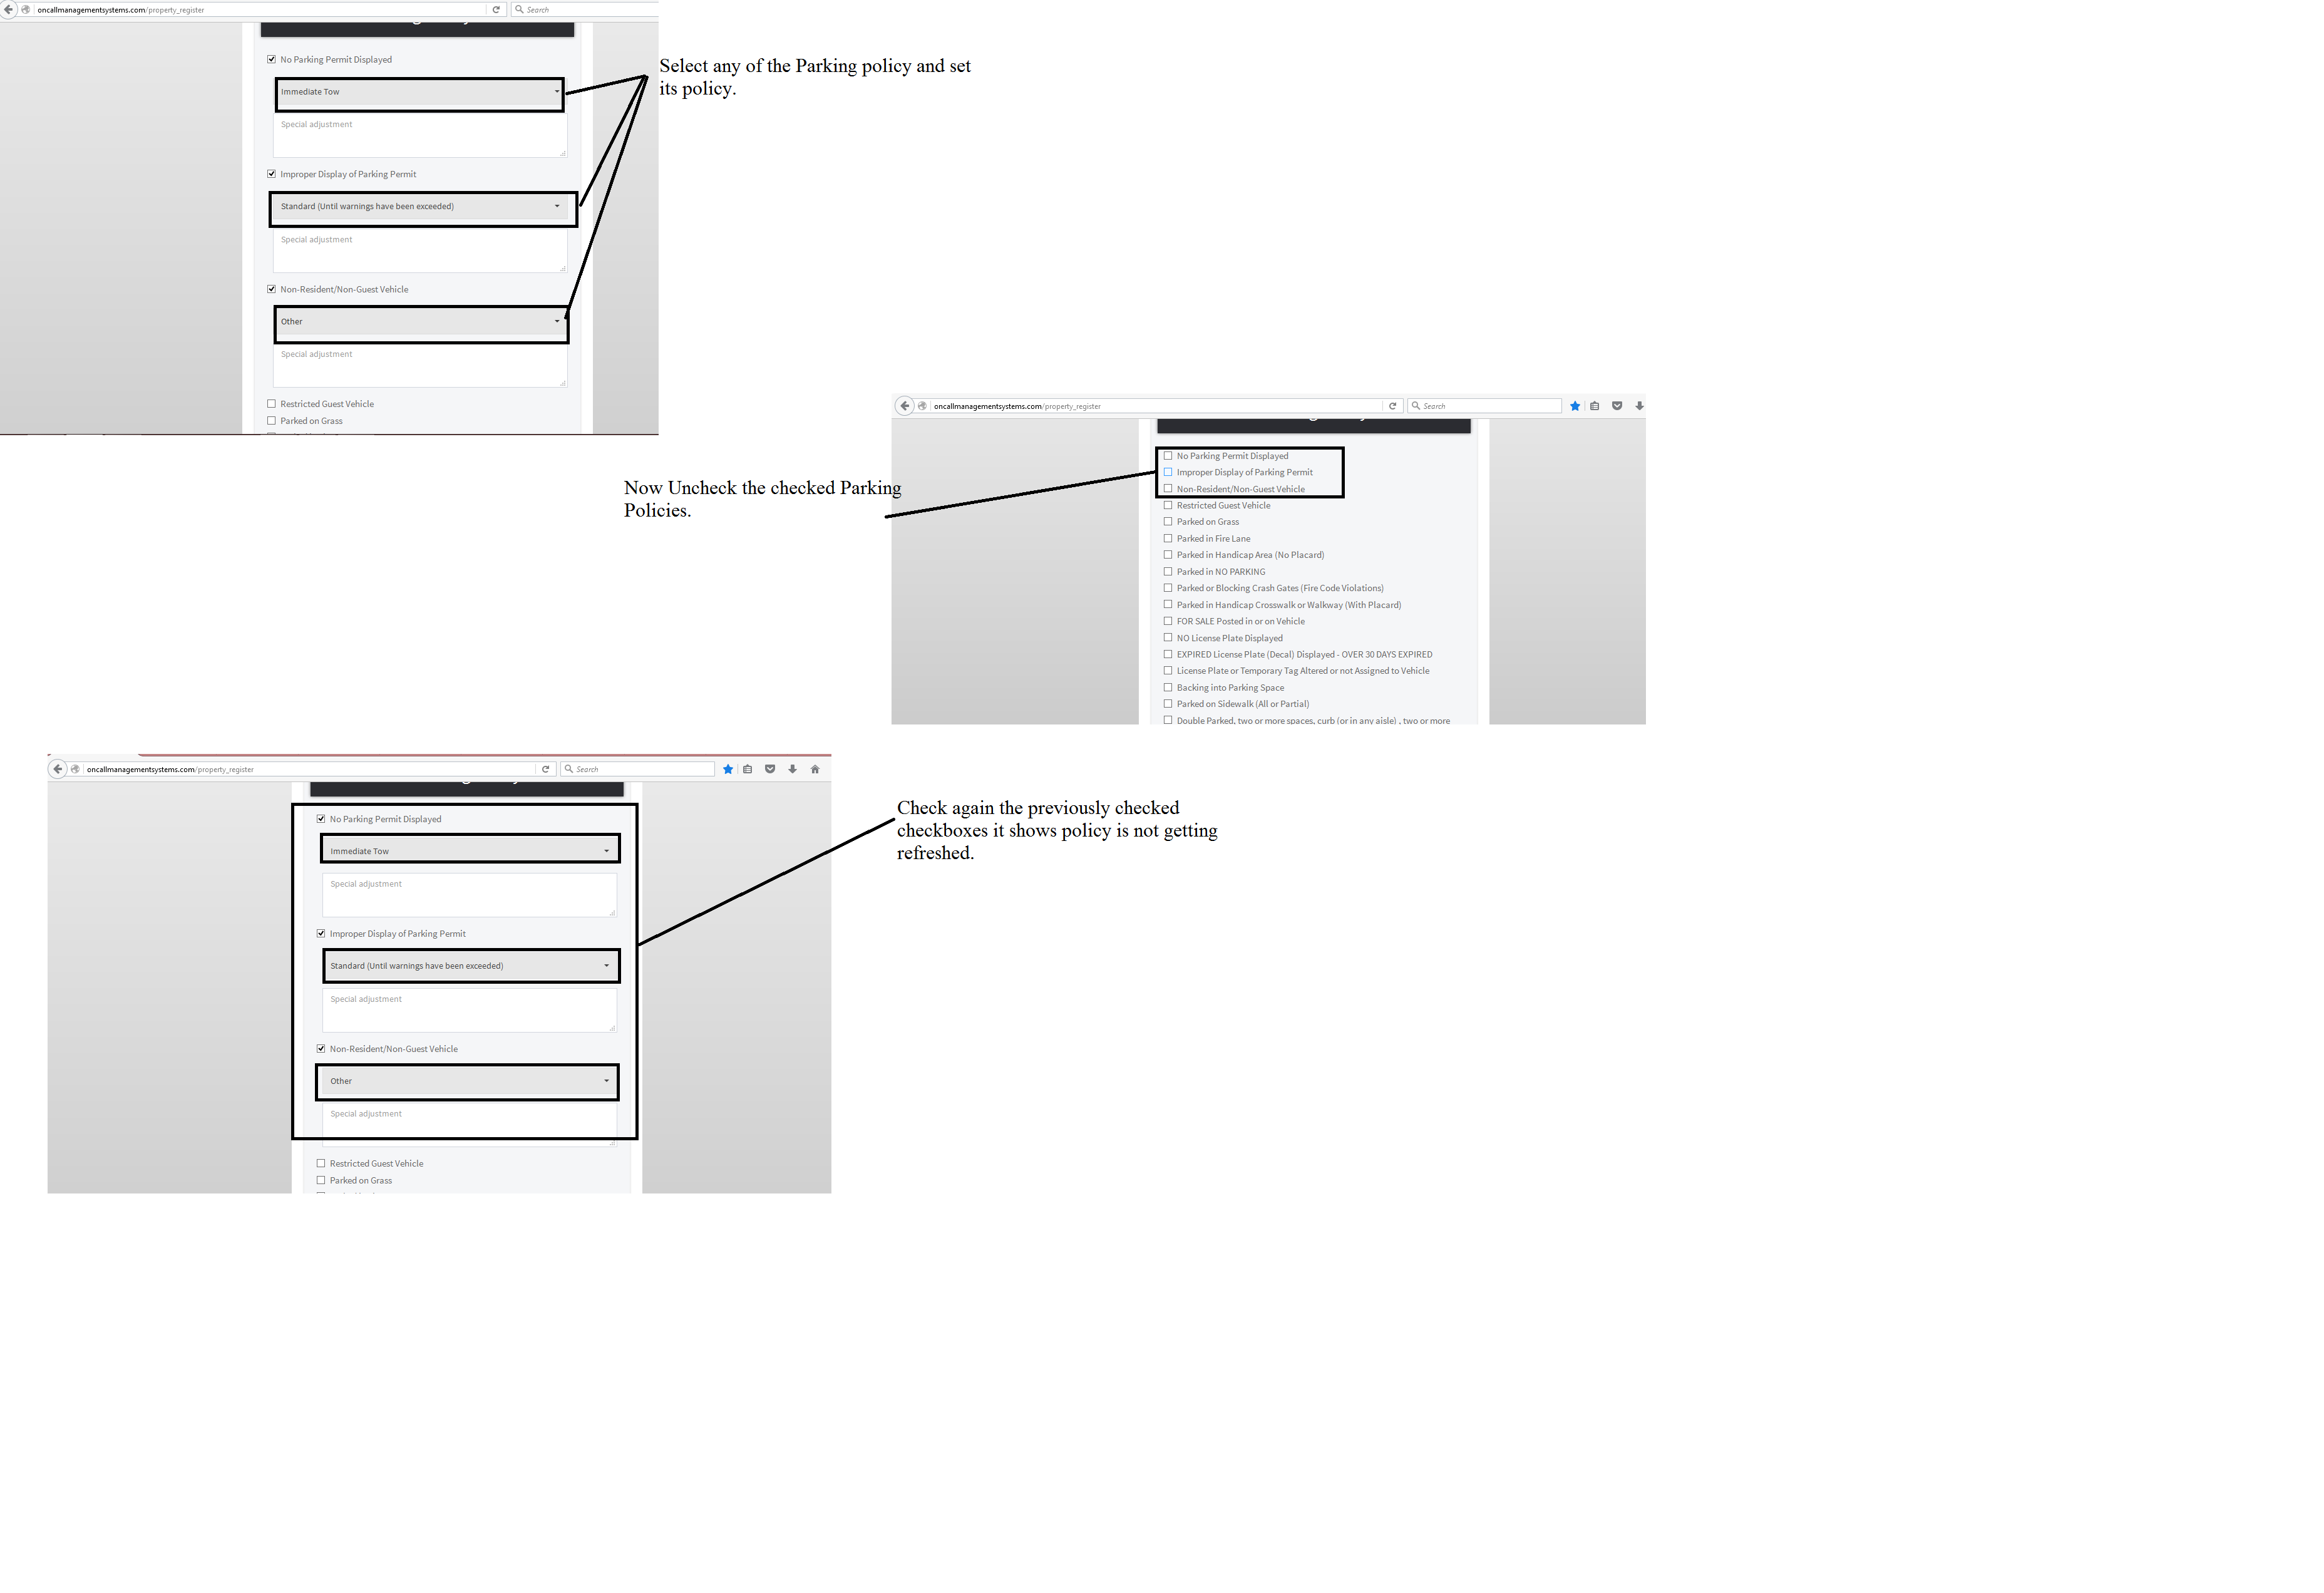 oncallmanagementsystems.com/property_register
Search
No Parking Permit Displayed
Immediate Tow
Special adjustment
Improper Display of Parking Permit
Standard (Until warnings have been exceeded)
Special adjustment
Non-Resident/Non-Guest Vehicle
Other
Special adjustment
Restricted Guest Vehicle
Parked on Grass
Select any of the Parking policy and set
its policy.
oncallmanagementsystems.com/property_register
Search
No Parking Permit Displayed
Improper Display of Parking Permit
Non-Resident/Non-Guest Vehicle
Restricted Guest Vehicle
Parked on Grass
Parked in Fire Lane
Parked in Handicap Area (No Placard)
Parked in NO PARKING
Parked or Blocking Crash Gates (Fire Code Violations)
Parked in Handicap Crosswalk or Walkway (With Placard)
FOR SALE Posted in or on Vehicle
NO License Plate Displayed
EXPIRED License Plate (Decal) Displayed - OVER 30 DAYS EXPIRED
License Plate or Temporary Tag Altered or not Assigned to Vehicle
Backing into Parking Space
Parked on Sidewalk (All or Partial)
Double Parked, two or more spaces, curb (or in any aisle) , two or more
Now Uncheck the checked Parking
Policies.
oncallmanagementsystems.com/property_register
Search
No Parking Permit Displayed
Immediate Tow
Special adjustment
Improper Display of Parking Permit
Standard (Until warnings have been exceeded)
Special adjustment
Non-Resident/Non-Guest Vehicle
Other
Special adjustment
Restricted Guest Vehicle
Parked on Grass
Check again the previously checked
checkboxes it shows policy is not getting
refreshed.